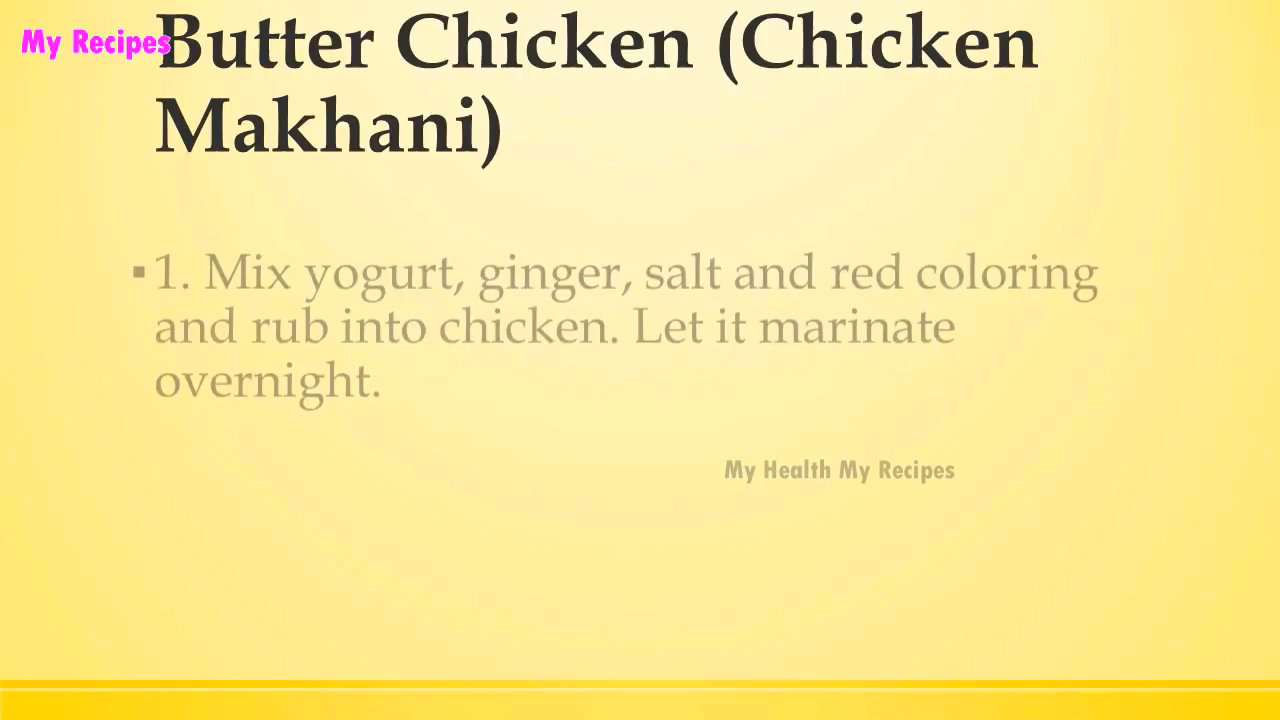 My Recipes
Butter Chicken (Chicken
Makhani)
▪ 1. Mix yogurt, ginger, salt and red coloring
and rub into chicken. Let it marinate
overnight.
My Health My Recipes